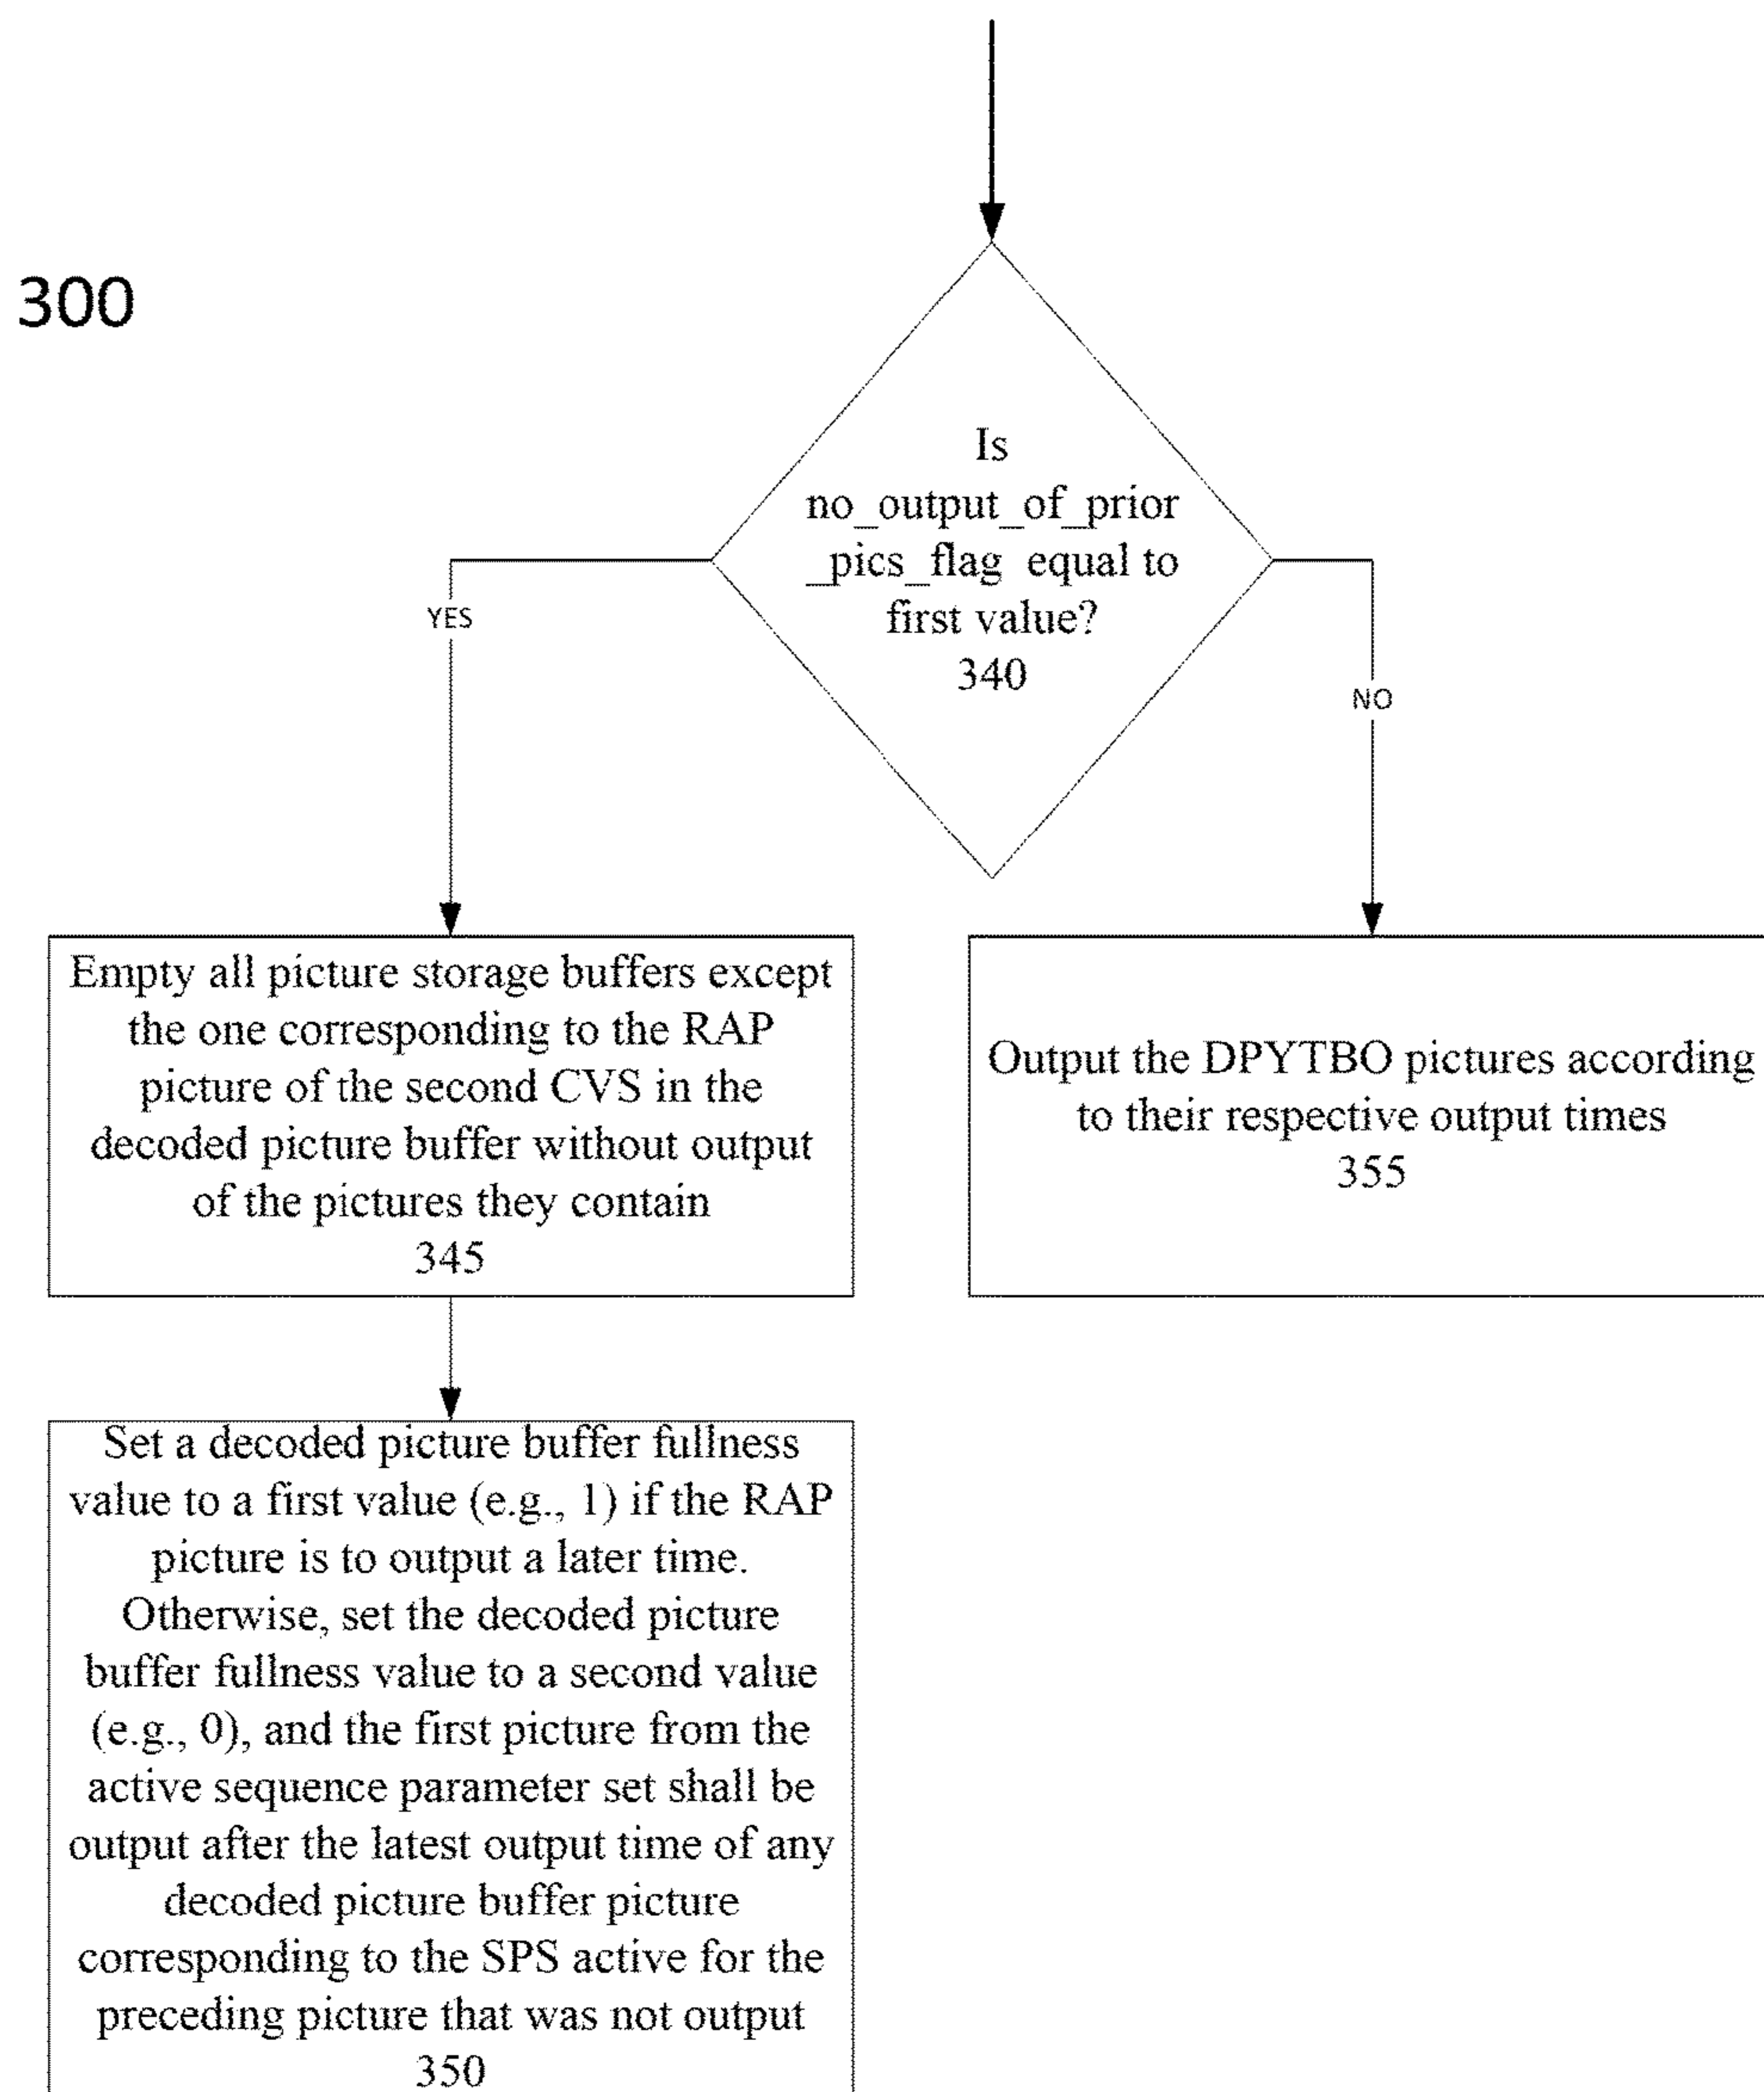 300
Is
no_output_of_prior
_pics_flag equal to
first value?
340
YES
NO
Empty all picture storage buffers except
the one corresponding to the RAP
picture of the second CVS in the
decoded picture buffer without output
of the pictures they contain
345
Output the DPYTBO pictures according
to their respective output times
355
Set a decoded picture buffer fullness
value to a first value (e.g., 1) if the RAP
picture is to output a later time.
Otherwise, set the decoded picture
buffer fullness value to a second value
(e.g., 0), and the first picture from the
active sequence parameter set shall be
output after the latest output time of any
decoded picture buffer picture
corresponding to the SPS active for the
preceding picture that was not output
350